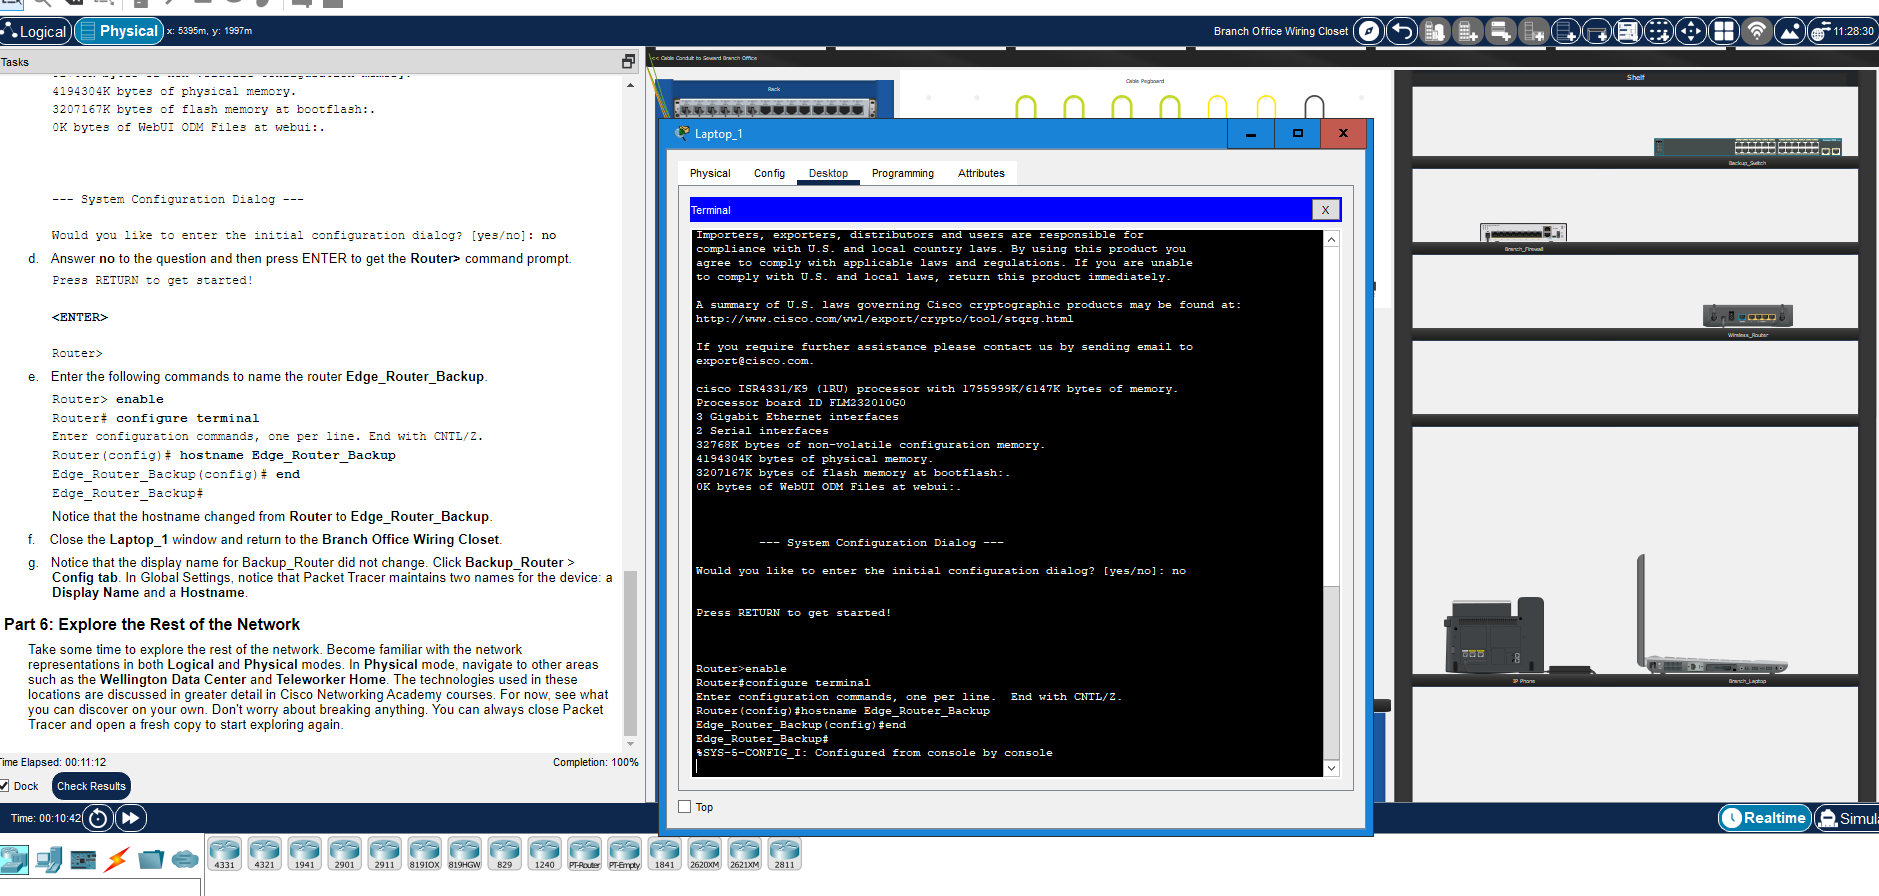 Logical
Physical
x: 5395m, y: 1997m
Branch Office Wiring Closet
11:28:30
Tasks
4194304K bytes of physical memory.
3207167K bytes of flash memory at bootflash:.
0K bytes of WebUI ODM Files at webui:.
--- System Configuration Dialog ---
Would you like to enter the initial configuration dialog? [yes/no]: no
d. Answer no to the question and then press ENTER to get the Router> command prompt.
Press RETURN to get started!
<ENTER>
Router>
e. Enter the following commands to name the router Edge_Router_Backup.
Router> enable
Router# configure terminal
Enter configuration commands, one per line. End with CNTL/Z.
Router(config)# hostname Edge_Router_Backup
Edge_Router_Backup(config)# end
Edge_Router_Backup#
Notice that the hostname changed from Router to Edge_Router_Backup.
f. Close the Laptop_1 window and return to the Branch Office Wiring Closet.
g. Notice that the display name for Backup_Router did not change. Click Backup_Router >
Config tab. In Global Settings, notice that Packet Tracer maintains two names for the device: a
Display Name and a Hostname.
Part 6: Explore the Rest of the Network
Take some time to explore the rest of the network. Become familiar with the network
representations in both Logical and Physical modes. In Physical mode, navigate to other areas
such as the Wellington Data Center and Teleworker Home. The technologies used in these
locations are discussed in greater detail in Cisco Networking Academy courses. For now, see what
you can discover on your own. Don't worry about breaking anything. You can always close Packet
Tracer and open a fresh copy to start exploring again.
Time Elapsed: 00:11:12
Completion: 100%
Dock
Check Results
Time: 00:10:42
<< Cable Conduit to Seward Branch Office
Rack
Cable Pegboard
Shelf
Backup_Switch
Branch_Firewall
Wireless_Router
IP Phone
Branch_Laptop
Laptop_1
X
Physical
Config
Desktop
Programming
Attributes
Terminal
X
Importers, exporters, distributors and users are responsible for
compliance with U.S. and local country laws. By using this product you
agree to comply with applicable laws and regulations. If you are unable
to comply with U.S. and local laws, return this product immediately.
A summary of U.S. laws governing Cisco cryptographic products may be found at:
http://www.cisco.com/wwl/export/crypto/tool/stqrg.html
If you require further assistance please contact us by sending email to
export@cisco.com.
cisco ISR4331/K9 (1RU) processor with 1795999K/6147K bytes of memory.
Processor board ID FLM232010G0
3 Gigabit Ethernet interfaces
2 Serial interfaces
32768K bytes of non-volatile configuration memory.
4194304K bytes of physical memory.
3207167K bytes of flash memory at bootflash:.
0K bytes of WebUI ODM Files at webui:.
--- System Configuration Dialog ---
Would you like to enter the initial configuration dialog? [yes/no]: no
Press RETURN to get started!
Router>enable
Router#configure terminal
Enter configuration commands, one per line.  End with CNTL/Z.
Router(config)#hostname Edge_Router_Backup
Edge_Router_Backup(config)#end
Edge_Router_Backup#
%SYS-5-CONFIG_I: Configured from console by console
Top
Realtime
Simula
4331
4321
1941
2901
2911
819IOX
819HGW
829
1240
PT-Router
PT-Empty
1841
2620XM
2621XM
2811